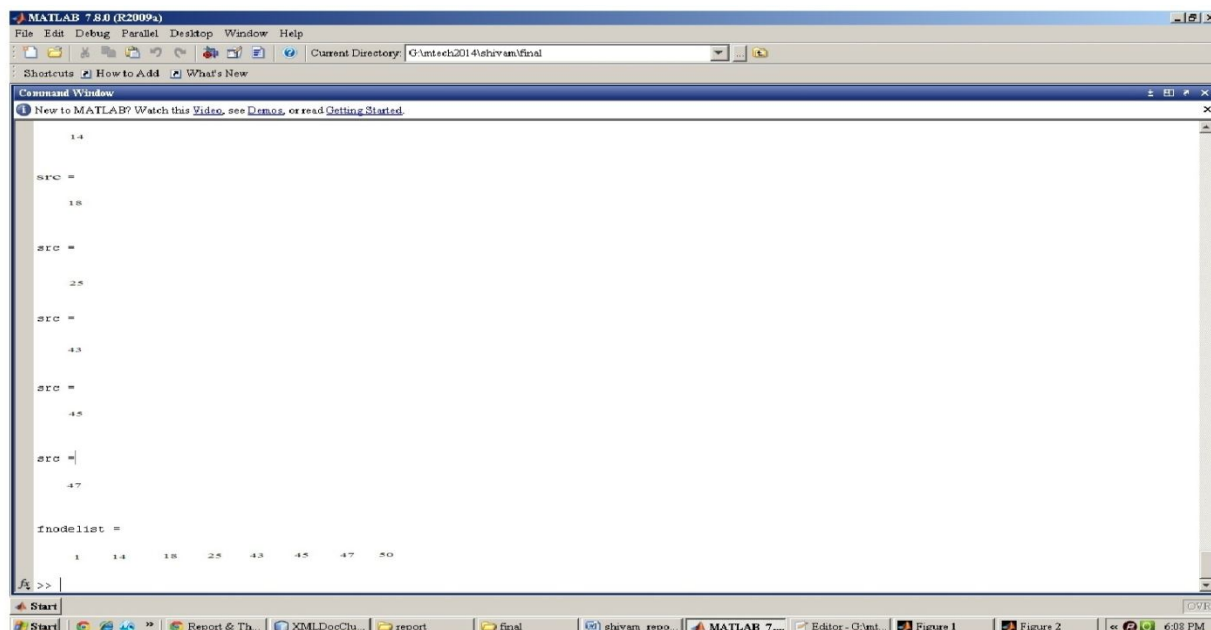 MATLAB 7.8.0 (R2009a)
File Edit Debug Parallel Desktop Window Help
Current Directory: G:\mtech2014\shivam\final
Shortcuts How to Add What's New
Command Window
New to MATLAB? Watch this Video, see Demos, or read Getting Started.
14
src =
18
src =
25
src =
43
src =
45
src =
47
fnodelist =
1 14 18 25 43 45 47 50
fx >>
Start OVR
Start » Report & Th... XMLDocClu... report final shivam_repo... MATLAB 7.... Editor - G:\mt... Figure 1 Figure 2 « 6:08 PM